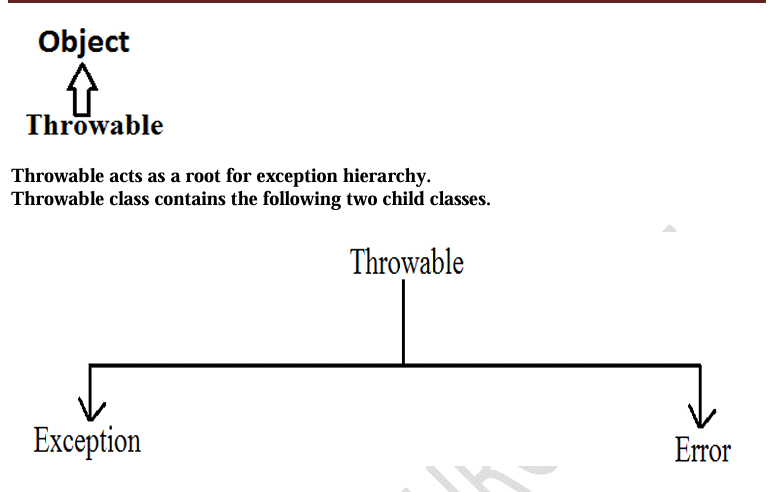 Object
Throwable
Throwable acts as a root for exception hierarchy.
Throwable class contains the following two child classes.
Throwable
Exception
Error